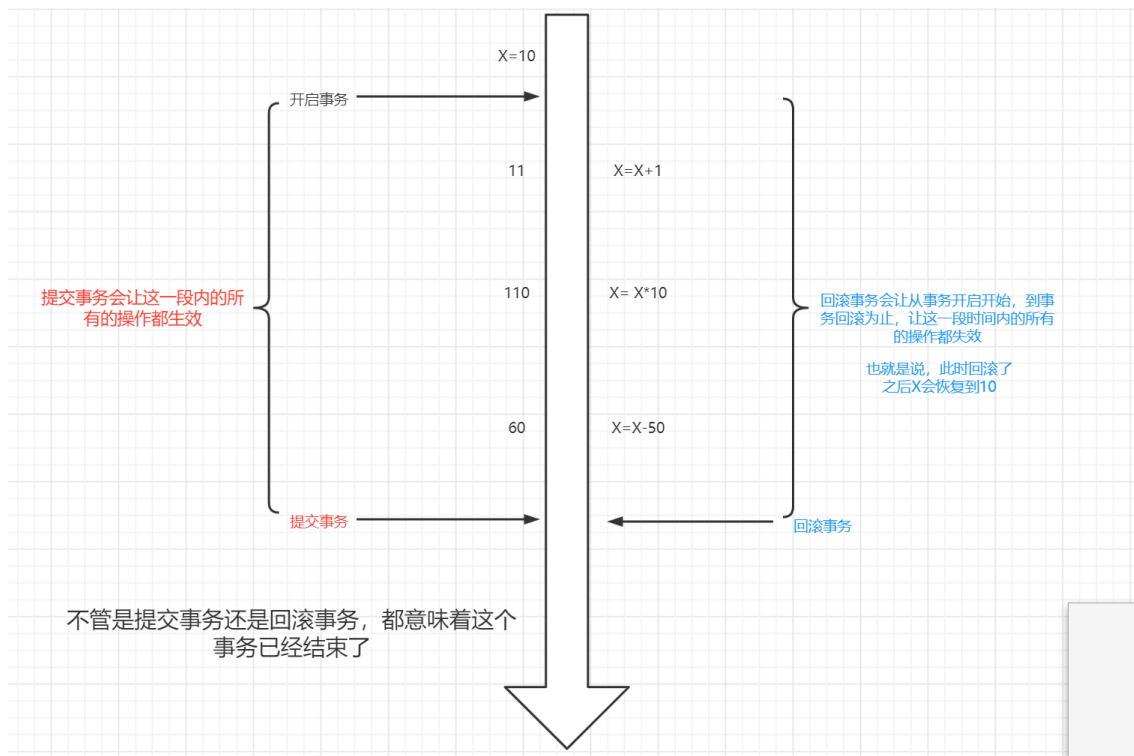 X=10
开启事务
11
X=X+1
提交事务会让这一段内的所
有的操作都生效
110
X= X*10
回滚事务会让从事务开启开始，到事
务回滚为止，让这一段时间内的所有
的操作都失效
也就是说，此时回滚了
之后X会恢复到10
60
X=X-50
提交事务
回滚事务
不管是提交事务还是回滚事务，都意味着这个
事务已经结束了